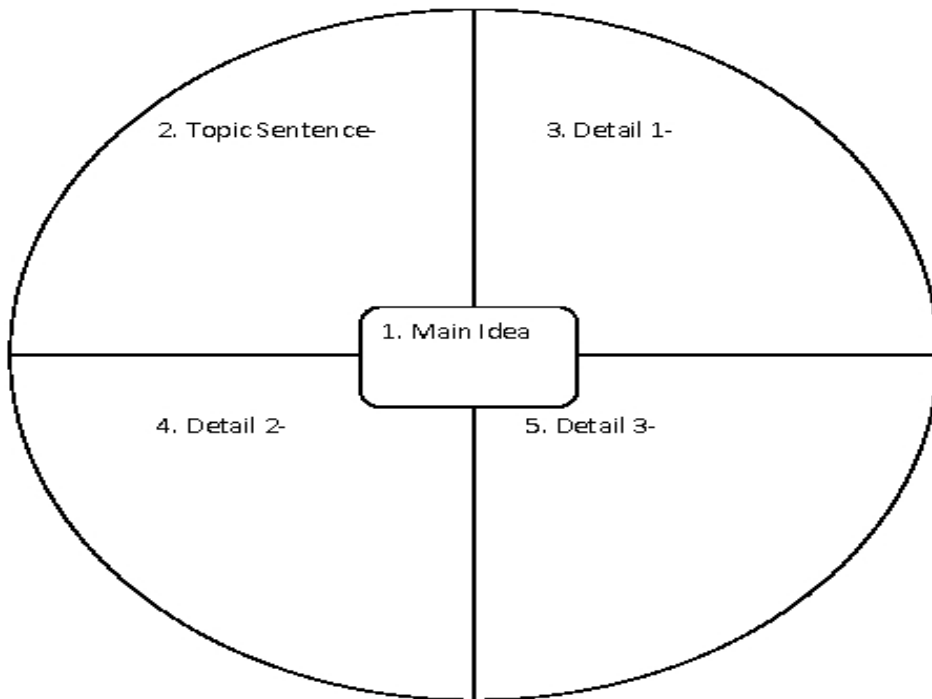 2. Topic Sentence-
3. Detail 1-
1. Main Idea
4. Detail 2-
5. Detail 3-